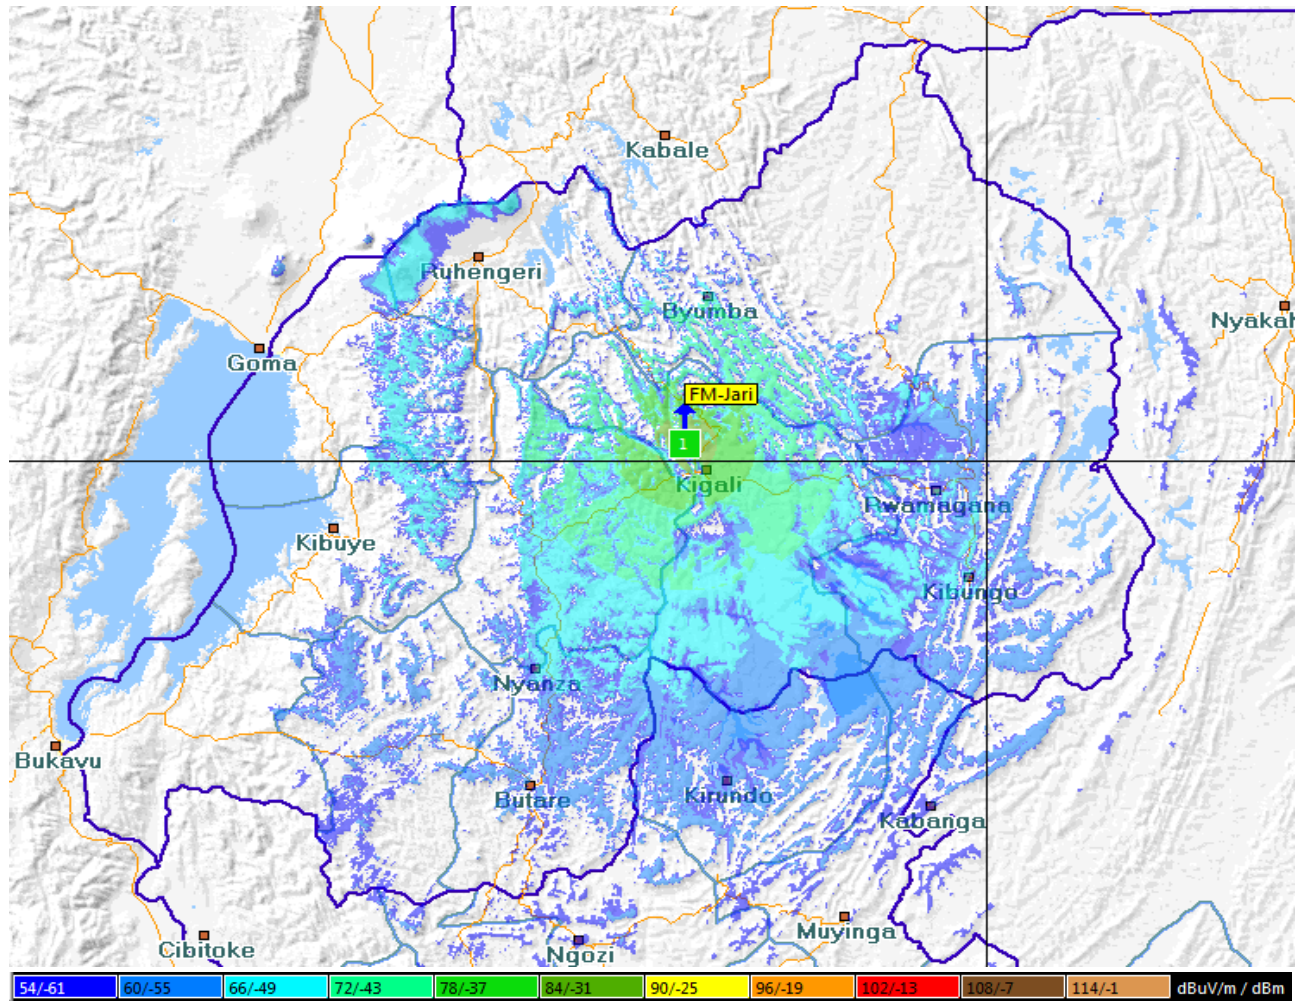 Kabale
Ruhengeri
Byumba
Nyakah
Goma
FM-Jari
1
Kigali
Rwamagana
Kibuye
Kibungo
Nyanza
Bukavu
Butare
Kirundo
Kabanga
Muyinga
Cibitoke
Ngozi
54/-61 60/-55 66/-49 72/-43 78/-37 84/-31 90/-25 96/-19 102/-13 108/-7 114/-1 dBuV/m / dBm